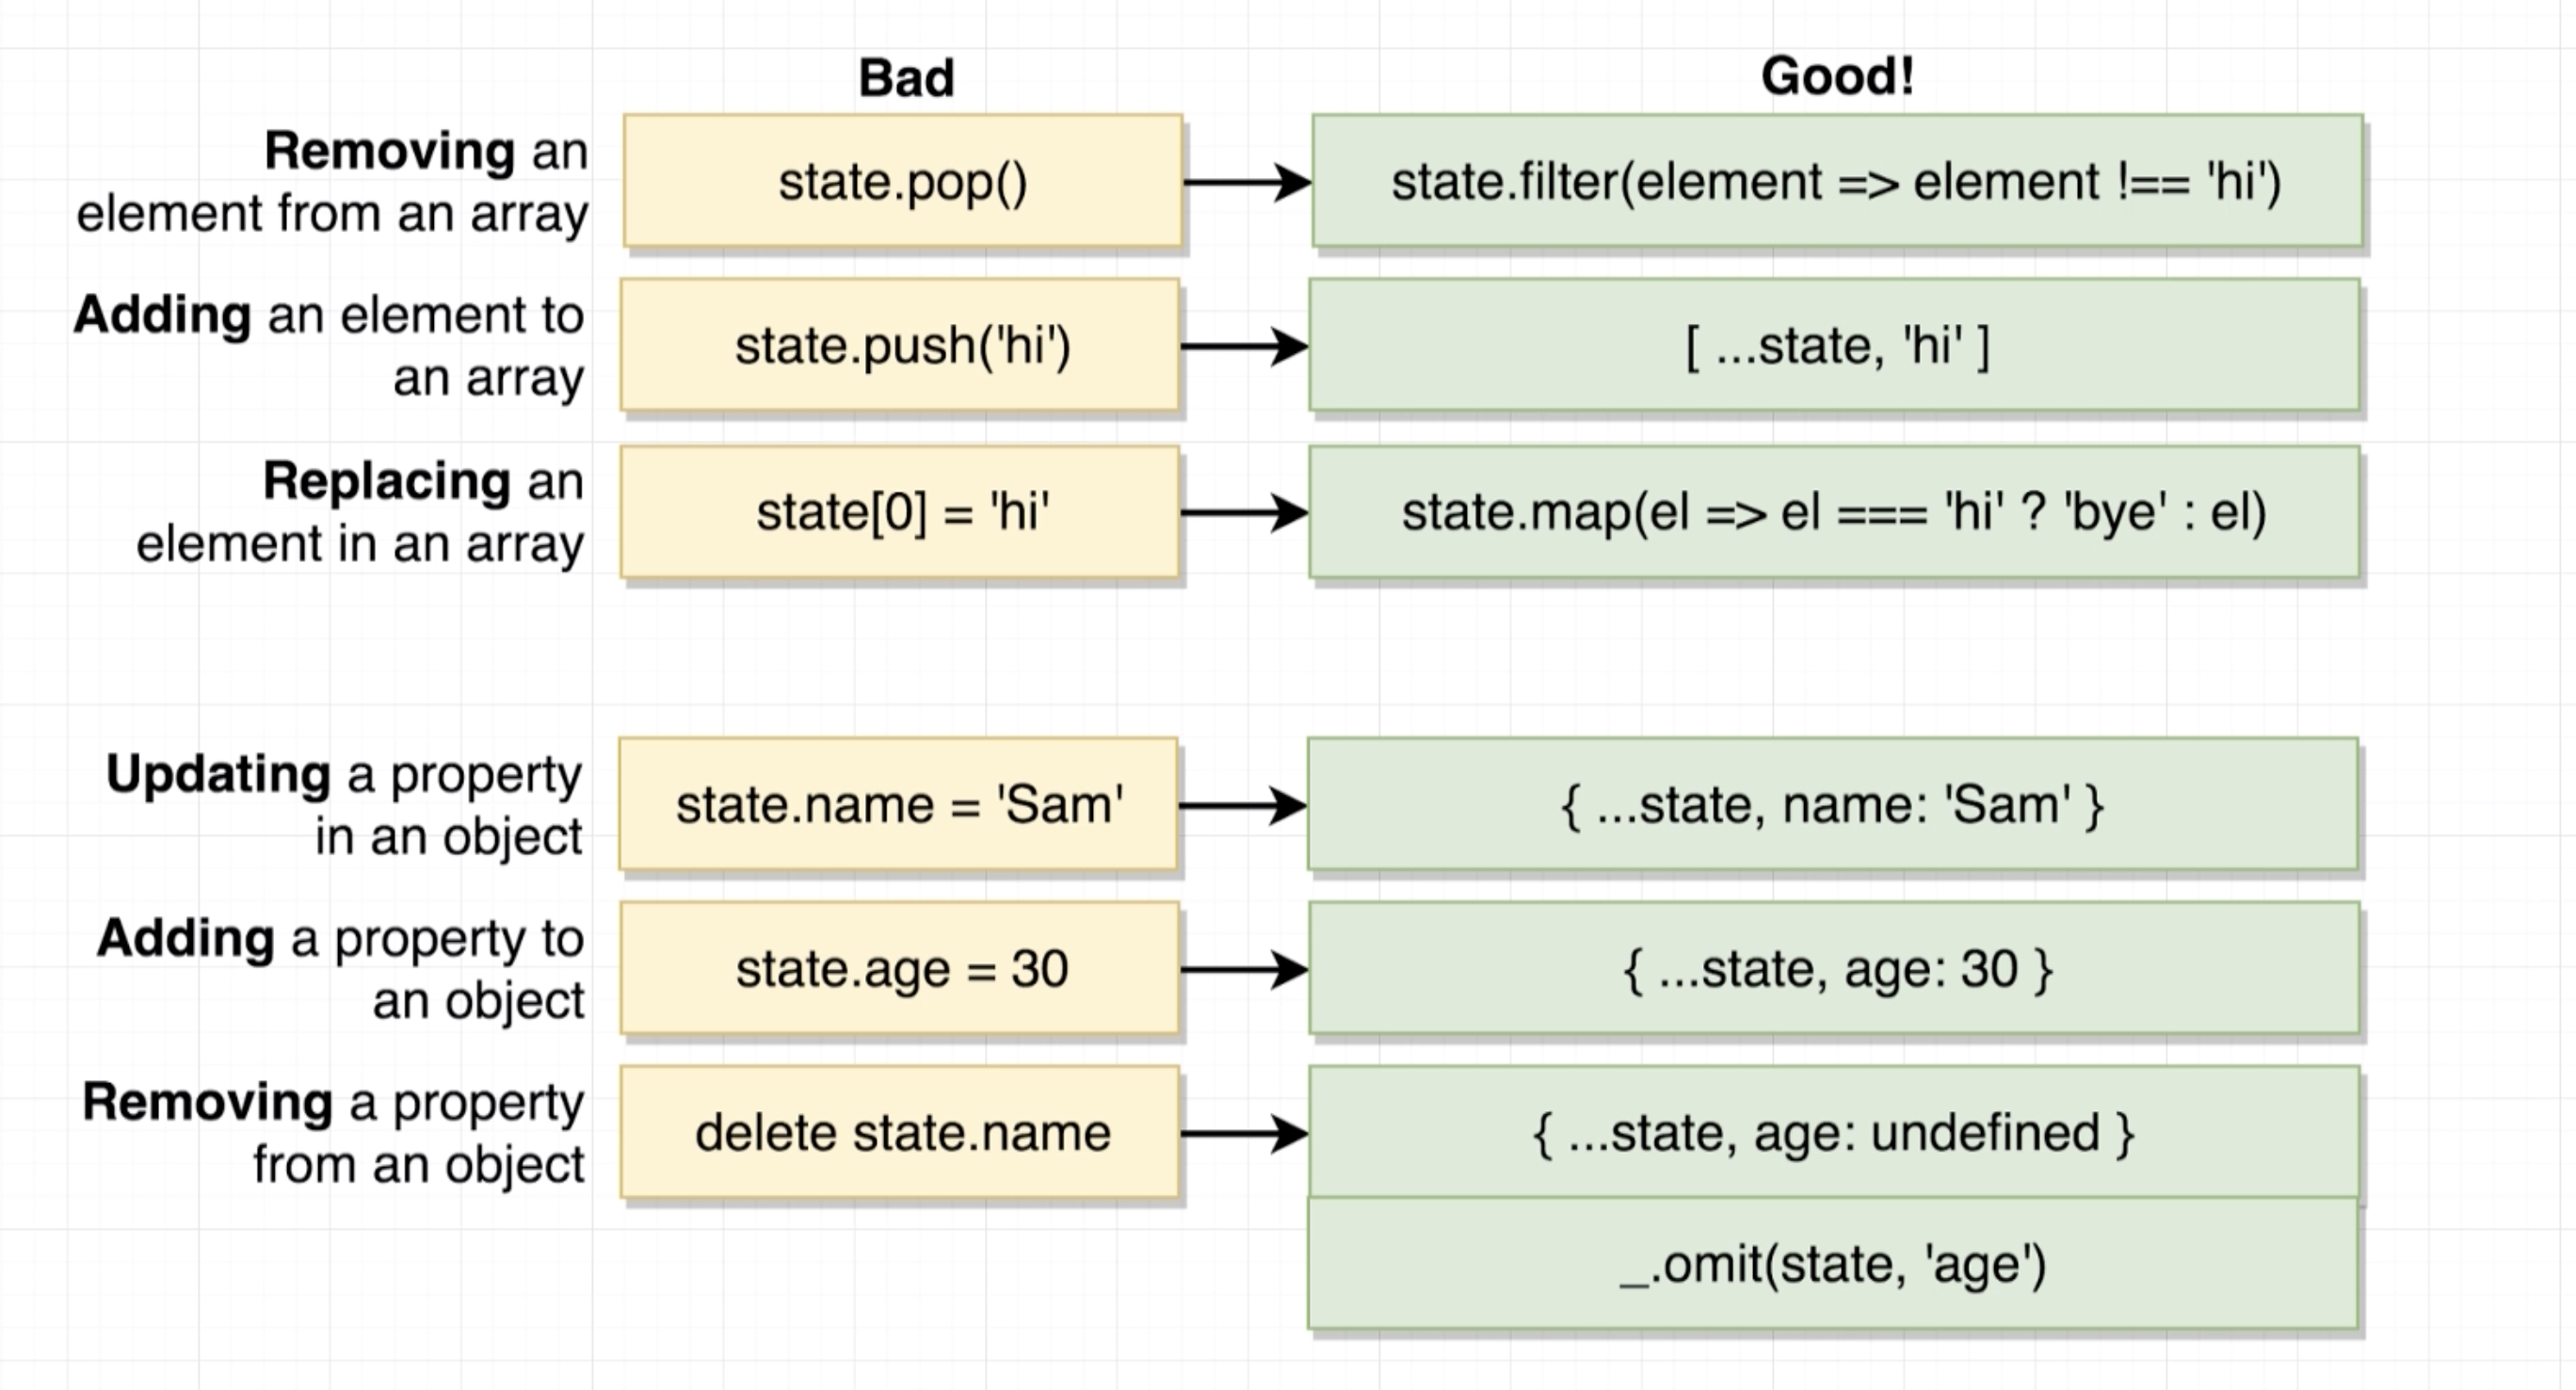 Bad
Good!
Removing an
element from an array
state.pop()
state.filter(element => element !== 'hi')
Adding an element to
an array
state.push('hi')
[ ...state, 'hi' ]
Replacing an
element in an array
state[0] = 'hi'
state.map(el => el === 'hi' ? 'bye' : el)
Updating a property
in an object
state.name = 'Sam'
{ ...state, name: 'Sam' }
Adding a property to
an object
state.age = 30
{ ...state, age: 30 }
Removing a property
from an object
delete state.name
{ ...state, age: undefined }
_.omit(state, 'age')